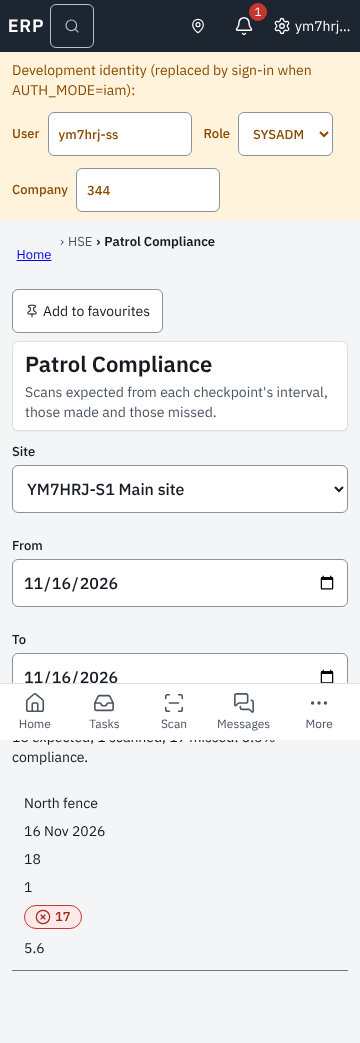 ERP
1
ym7hrj...
Development identity (replaced by sign-in when
AUTH_MODE=iam):
User
ym7hrj-ss
Role
SYSADM
Company
344
Home
› HSE › Patrol Compliance
Add to favourites
Patrol Compliance
Scans expected from each checkpoint's interval,
those made and those missed.
Site
YM7HRJ-S1 Main site
From
11/16/2026
To
11/16/2026
Home
Tasks
Scan
Messages
More
compliance.
North fence
16 Nov 2026
18
1
17
5.6